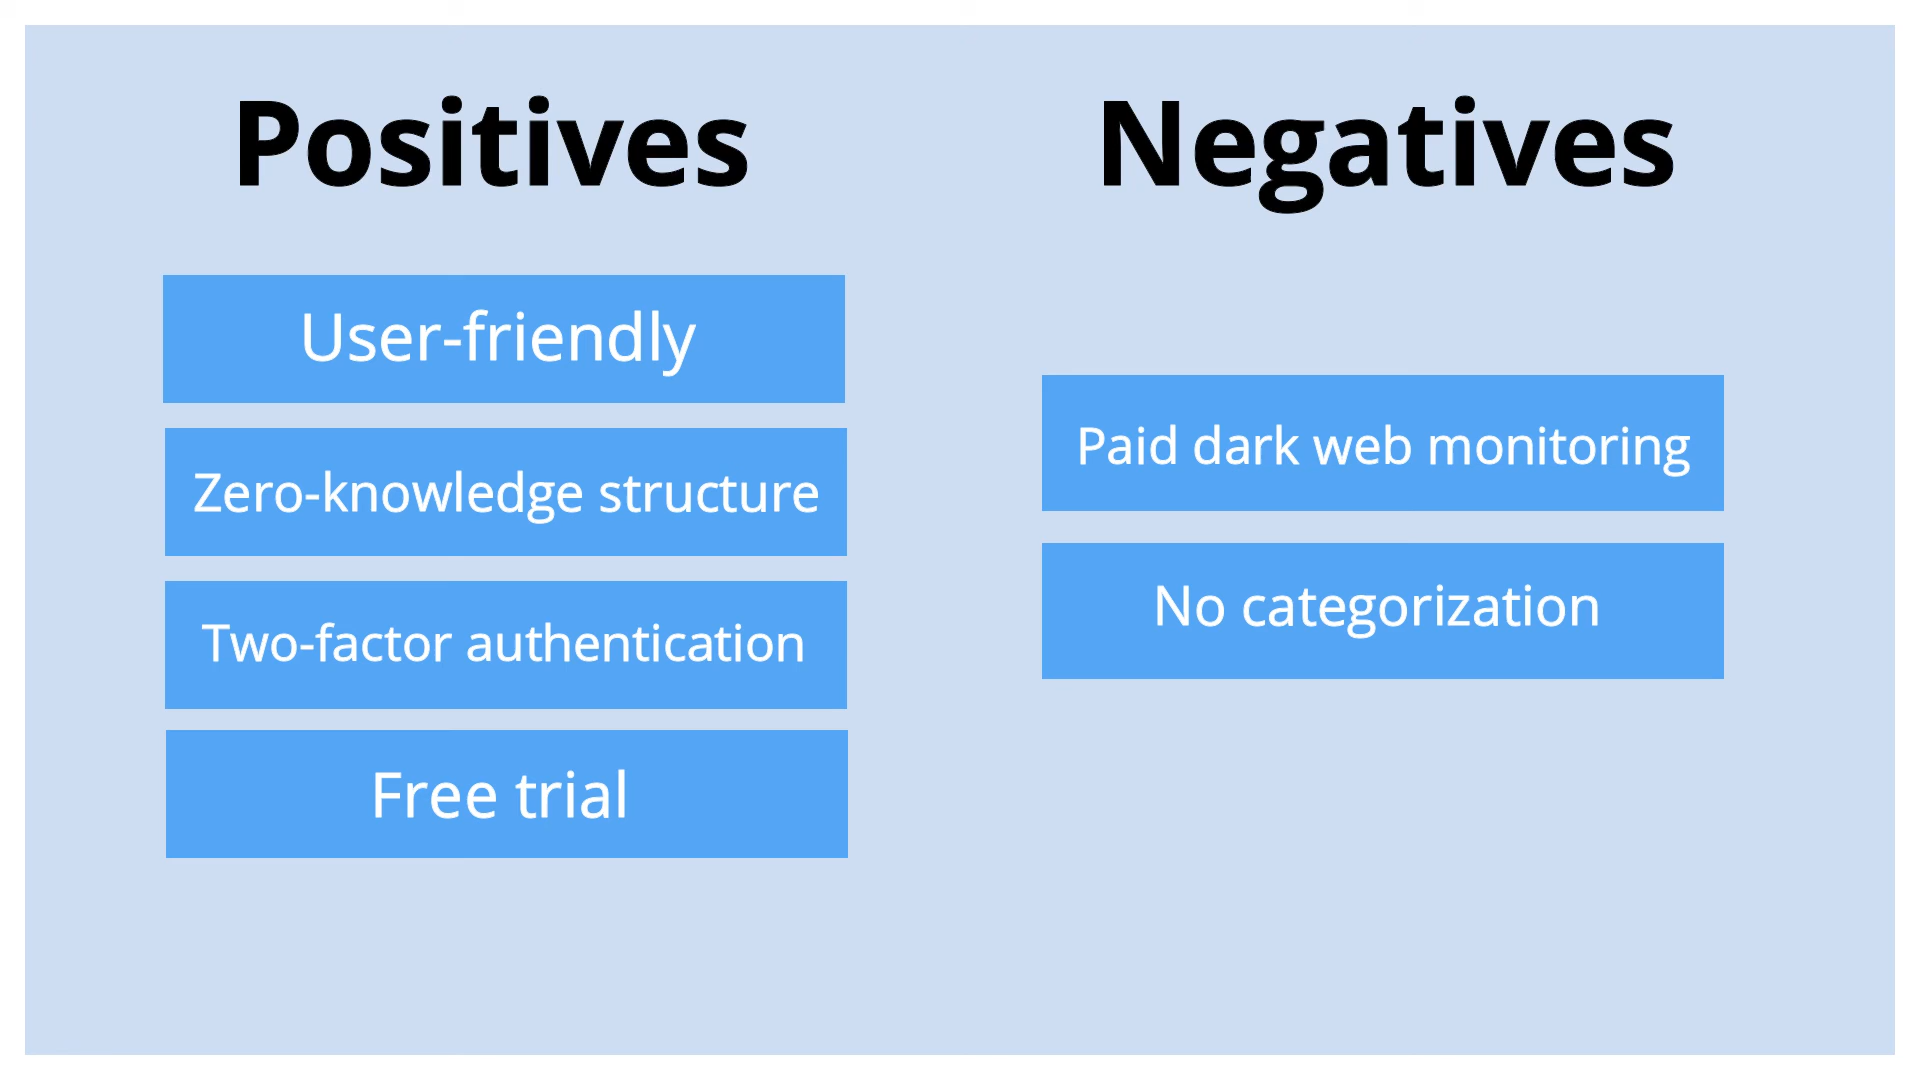 Positives
User-friendly
Zero-knowledge structure
Two-factor authentication
Free trial
Negatives
Paid dark web monitoring
No categorization